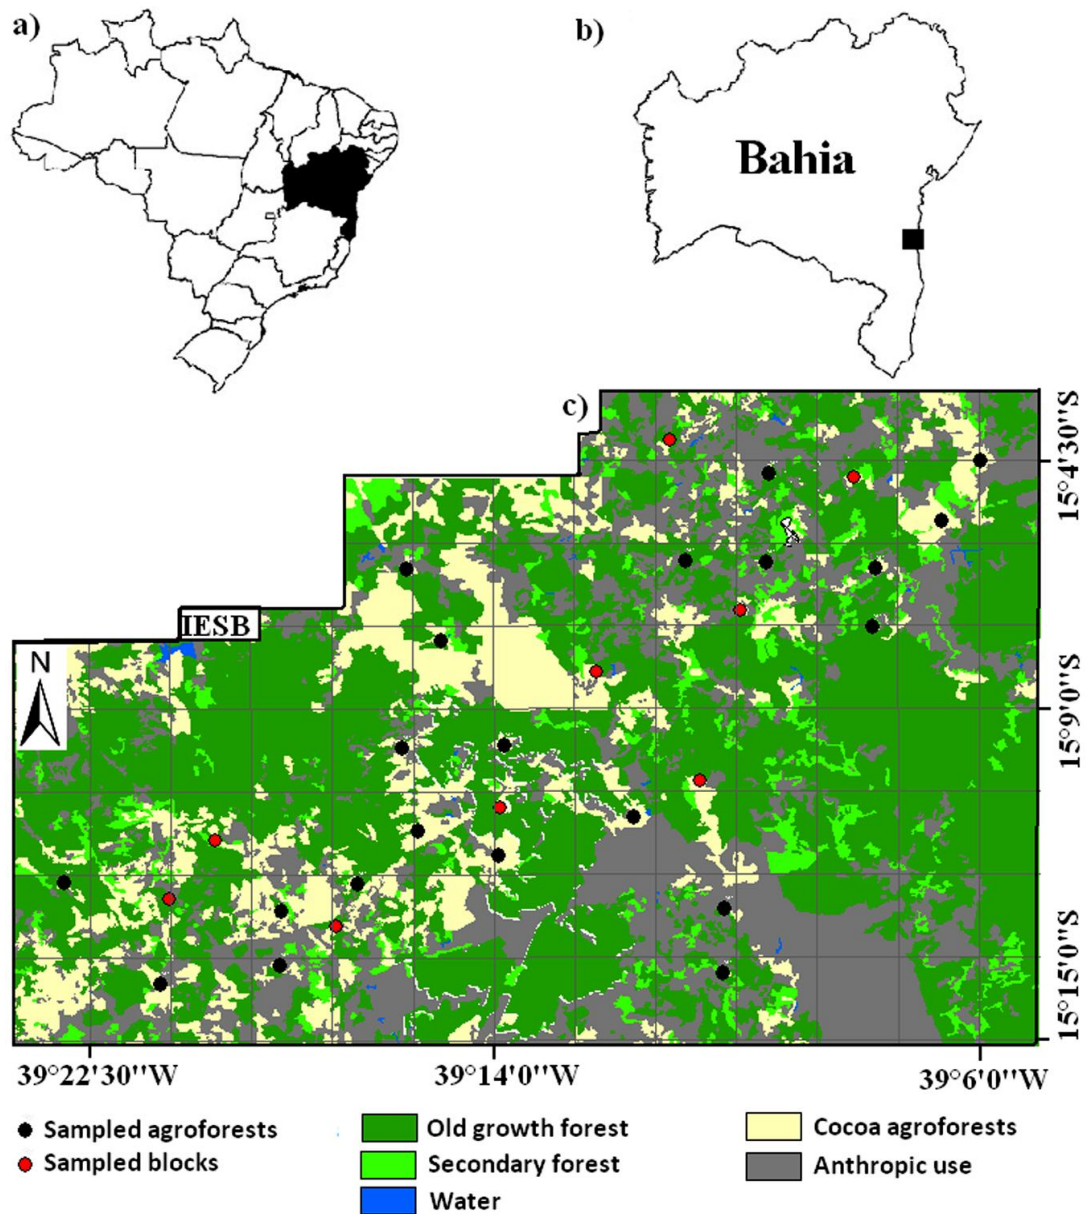 a)
b)
Bahia
c)
IESB
N
15°4'30"S
15°9'0"S
15°15'0"S
39°22'30"W
39°14'0"W
39°6'0"W
Sampled agroforests
Sampled blocks
Old growth forest
Secondary forest
Water
Cocoa agroforests
Anthropic use